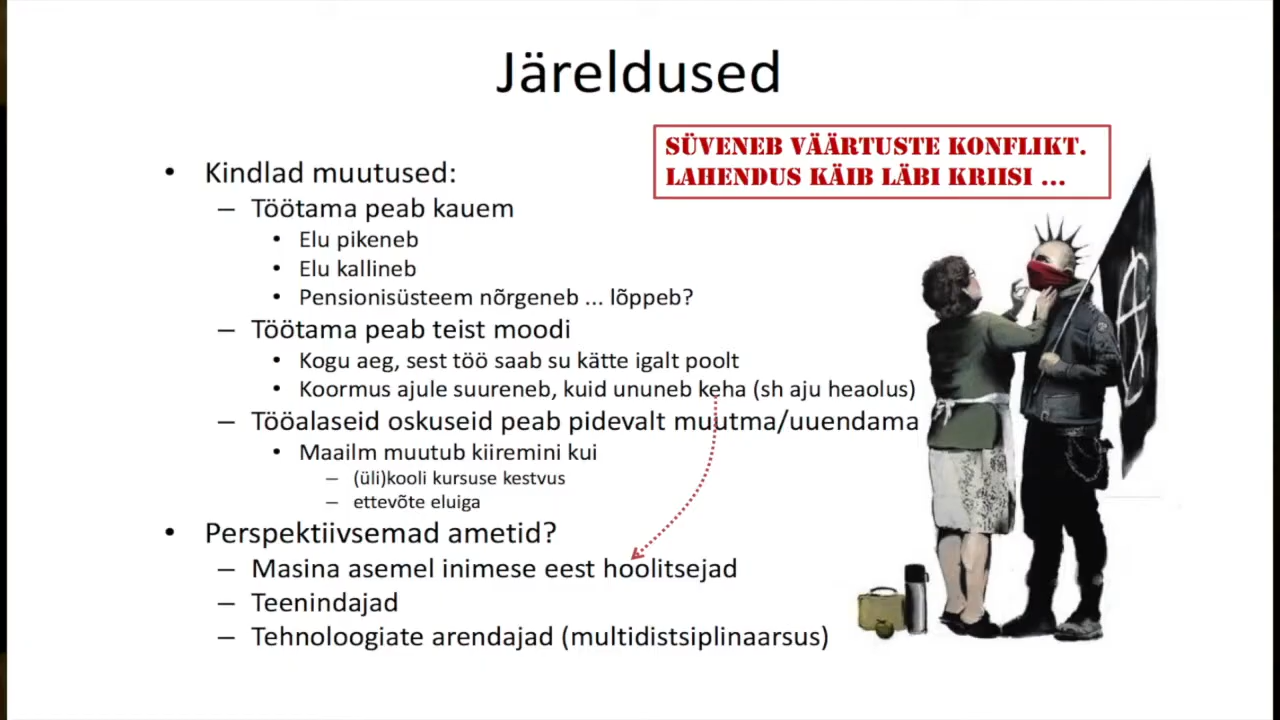 Järeldused
SÜVENEB VÄÄRTUSTE KONFLIKT.
LAHENDUS KÄIB LÄBI KRIISI ...
• Kindlad muutused:
– Töötama peab kauem
• Elu pikeneb
• Elu kallineb
• Pensionisüsteem nõrgeneb ... lõppeb?
– Töötama peab teist moodi
• Kogu aeg, sest töö saab su kätte igalt poolt
• Koormus ajule suureneb, kuid ununeb keha (sh aju heaolus)
– Tööalaseid oskuseid peab pidevalt muutma/uuendama
• Maailm muutub kiiremini kui
– (üli)kooli kursuse kestvus
– ettevõte eluiga
• Perspektiivsemad ametid?
– Masina asemel inimese eest hoolitsejad
– Teenindajad
– Tehnoloogiate arendajad (multidistsiplinaarsus)